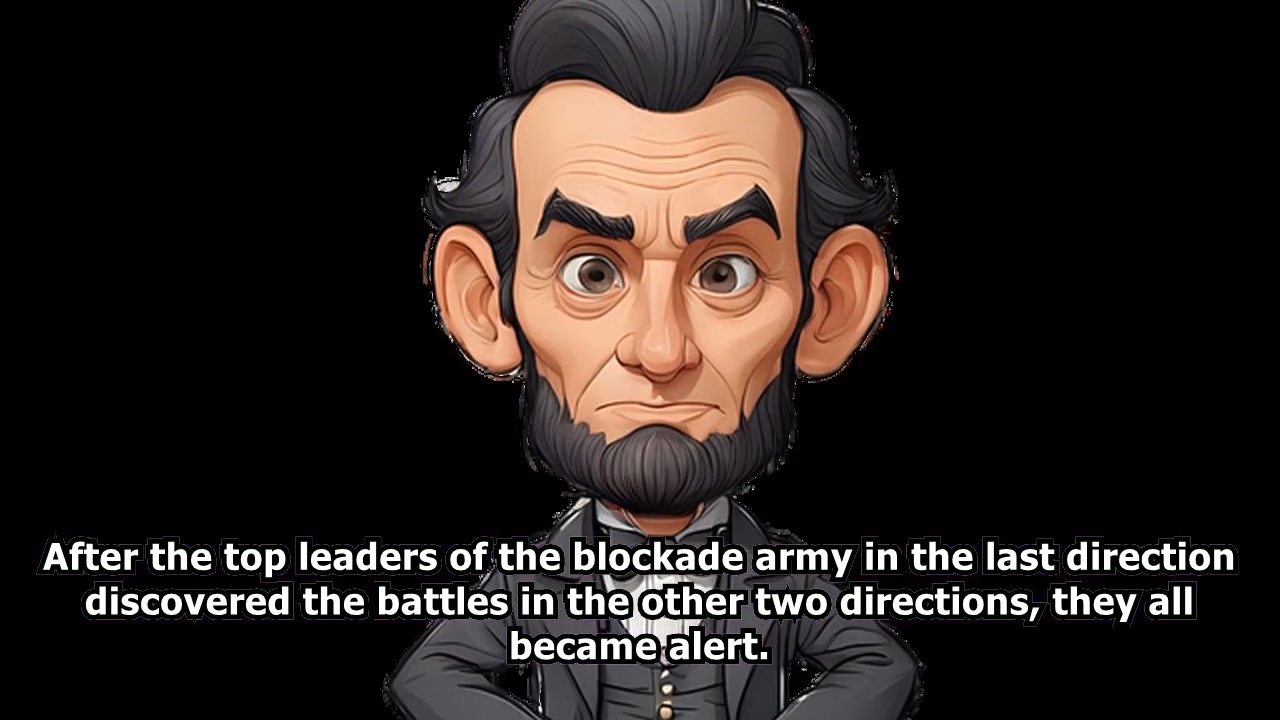 After the top leaders of the blockade army in the last direction
discovered the battles in the other two directions, they all
became alert.